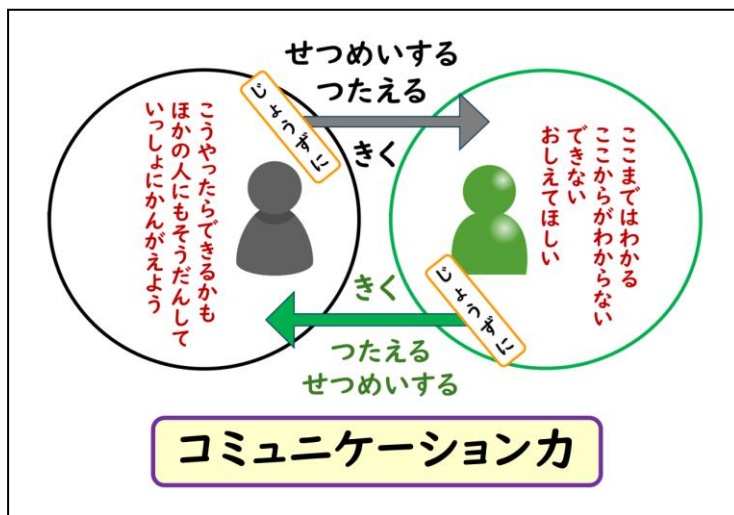 せつめいする
つたえる
じょうずに
きく
こうやったらできるかも
ほかの人にもそうだんして
いっしょにかんがえよう
ここまではわかる
ここからがわからない
できない
おしえてほしい
きく
じょうずに
つたえる
せつめいする
コミュニケーション力